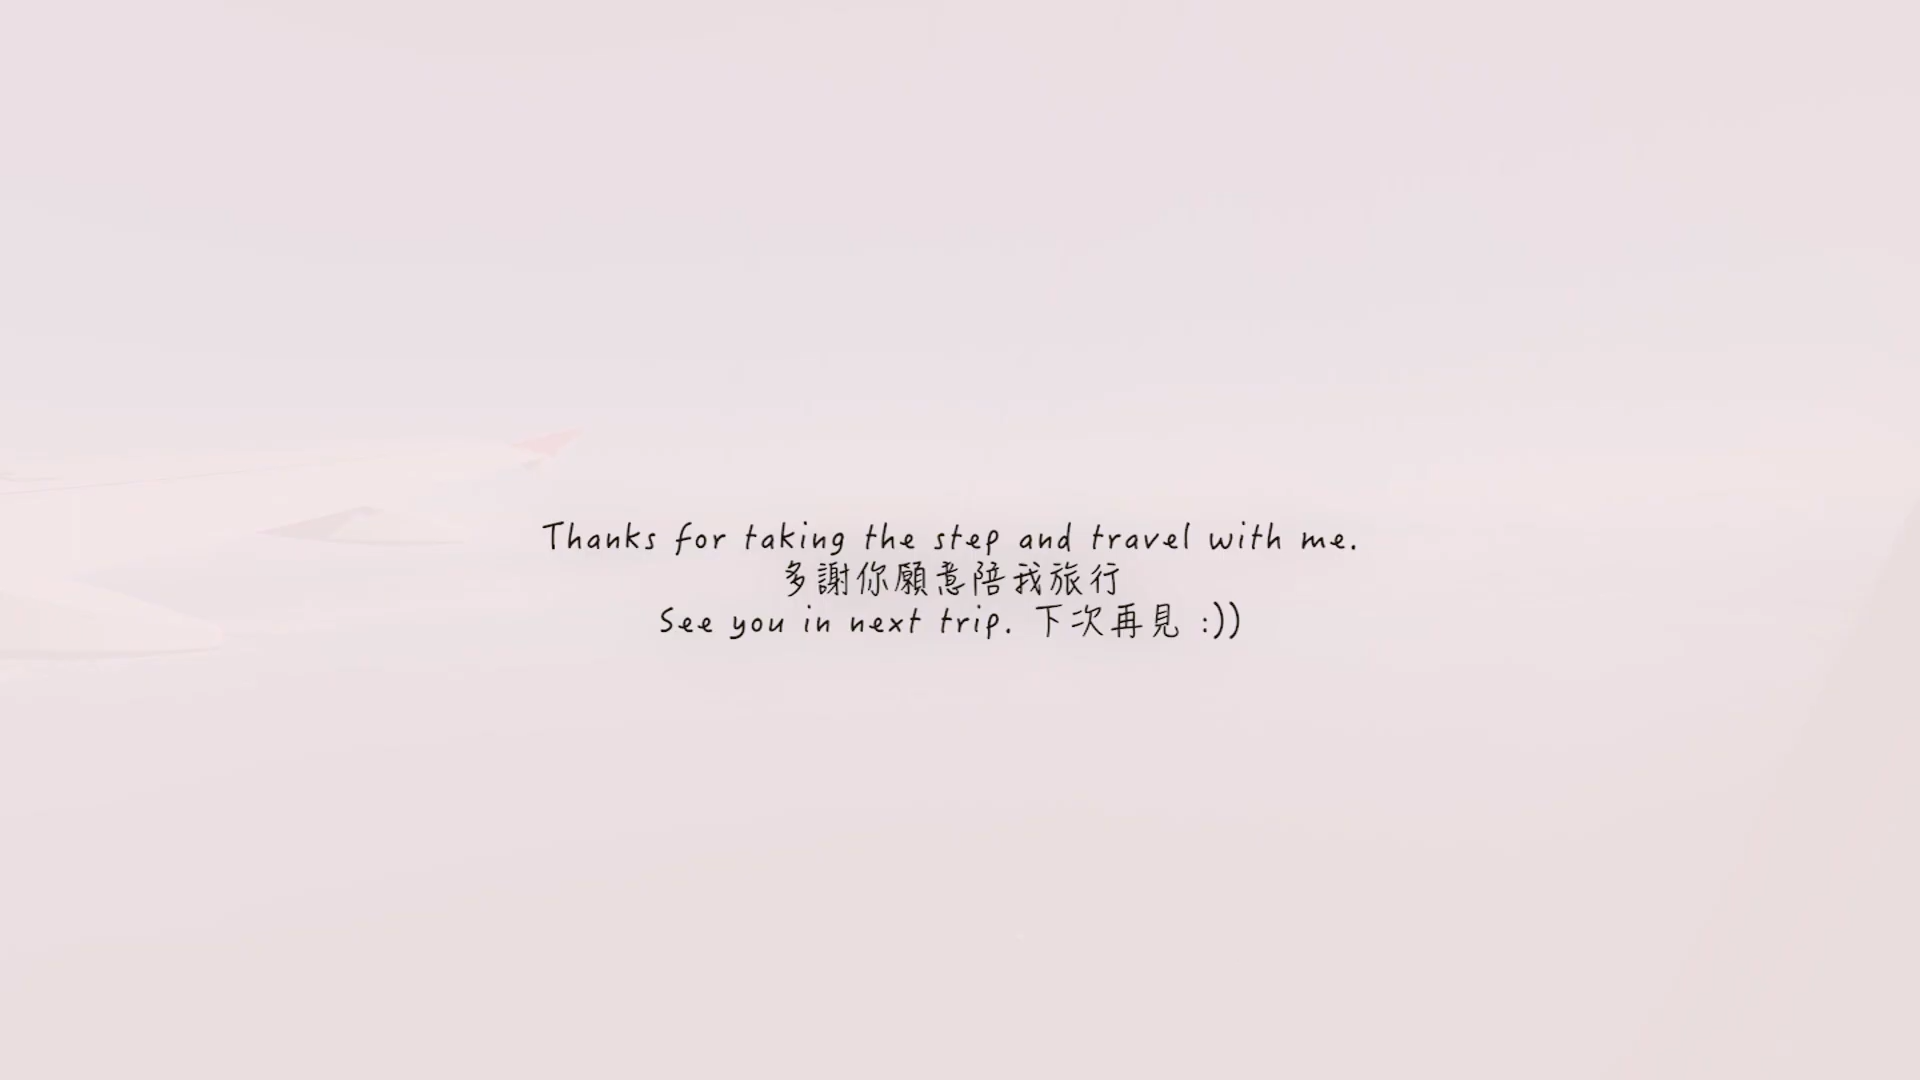 Thanks for taking the step and travel with me.
多謝你願意陪我旅行
See you in next trip. 下次再見 :))